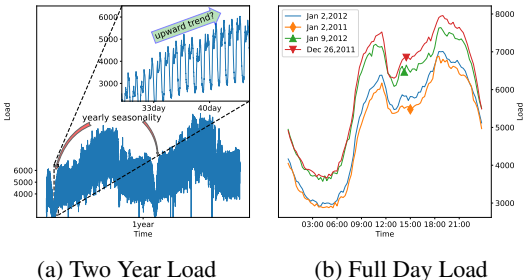 upward trend?
6000
5000
4000
3000
33day
40day
Load
yearly seasonality
6000
5000
4000
1year
Time
(a) Two Year Load
Jan 2,2012
Jan 2,2011
Jan 9,2012
Dec 26,2011
8000
7000
6000
5000
4000
3000
Load
03:00 06:00 09:00 12:00 15:00 18:00 21:00
Time
(b) Full Day Load